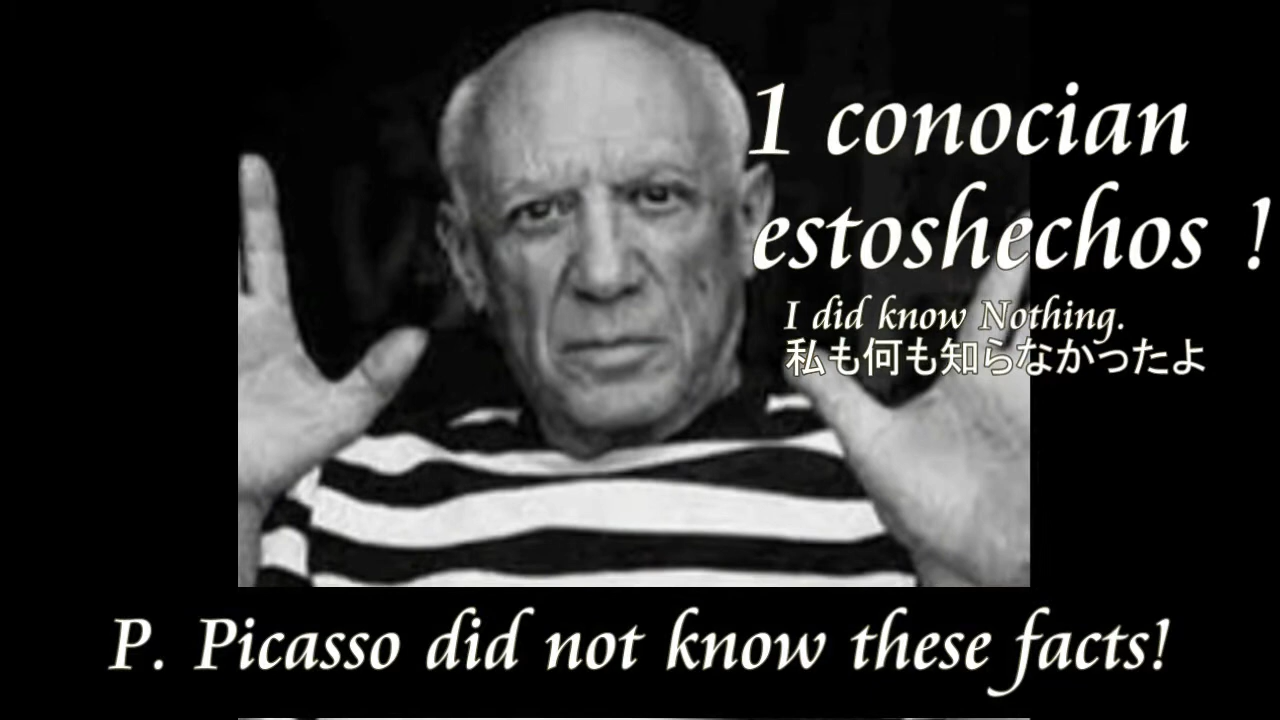 1 conocian
estoshechos !
I did know Nothing.
私も何も知らなかったよ
P. Picasso did not know these facts!